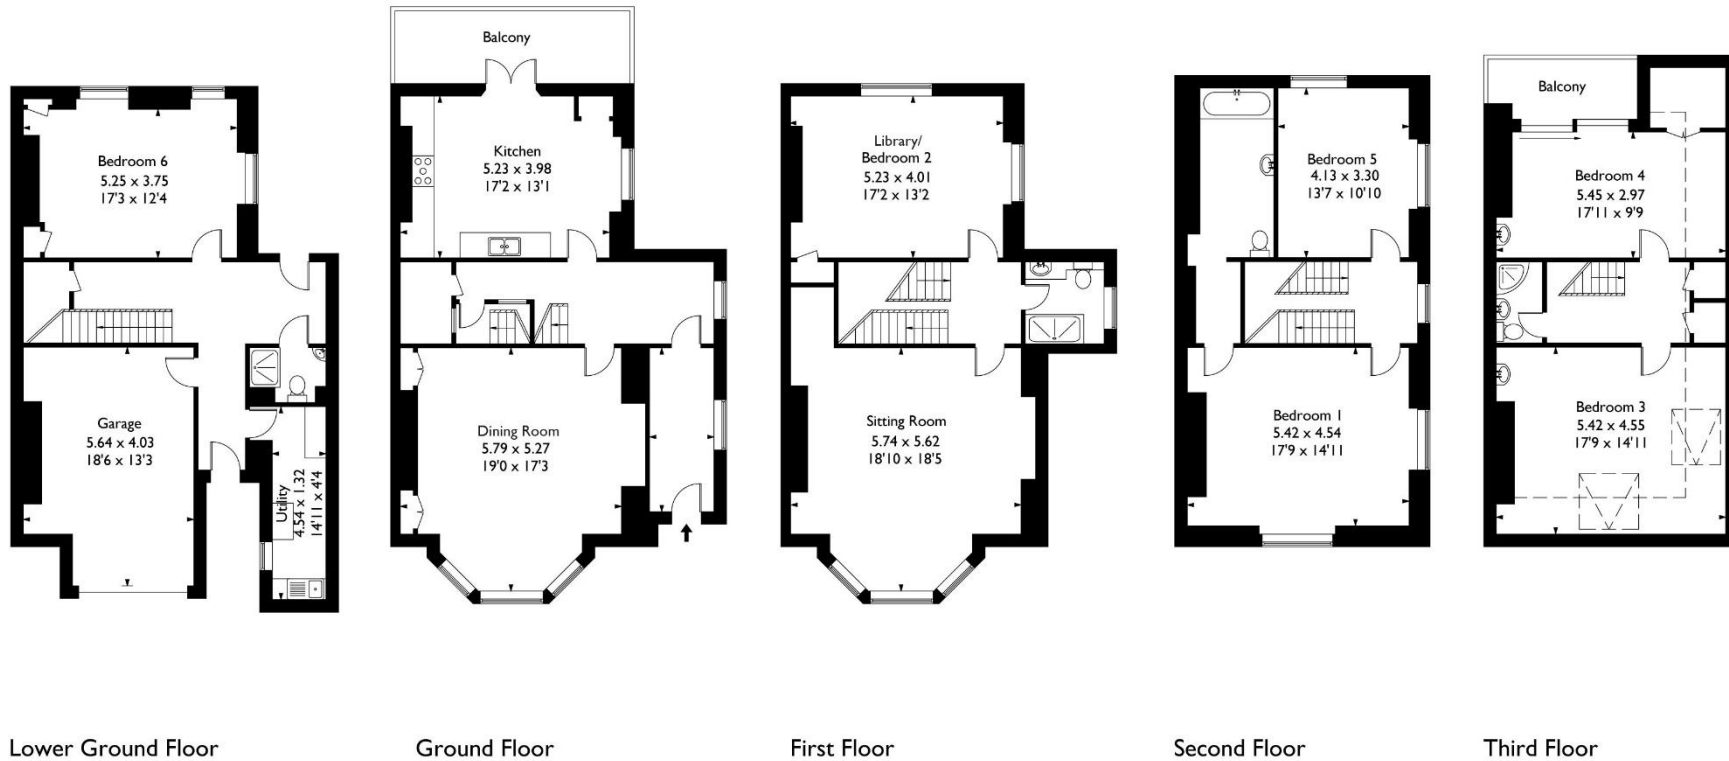 Bedroom 6
5.25 x 3.75
17'3 x 12'4
Garage
5.64 x 4.03
18'6 x 13'3
Utility
4.54 x 1.32
14'11 x 4'4
Lower Ground Floor
Balcony
Kitchen
5.23 x 3.98
17'2 x 13'1
Dining Room
5.79 x 5.27
19'0 x 17'3
Ground Floor
Library/
Bedroom 2
5.23 x 4.01
17'2 x 13'2
Sitting Room
5.74 x 5.62
18'10 x 18'5
First Floor
Bedroom 5
4.13 x 3.30
13'7 x 10'10
Bedroom 1
5.42 x 4.54
17'9 x 14'11
Second Floor
Balcony
Bedroom 4
5.45 x 2.97
17'11 x 9'9
Bedroom 3
5.42 x 4.55
17'9 x 14'11
Third Floor